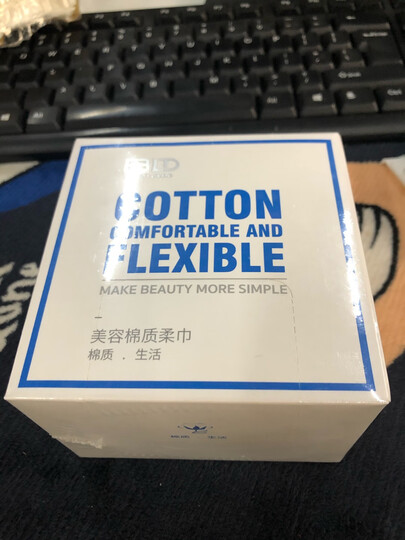 COTTON
COMFORTABLE AND
FLEXIBLE
MAKE BEAUTY MORE SIMPLE
美容棉质柔巾
棉质 . 生活